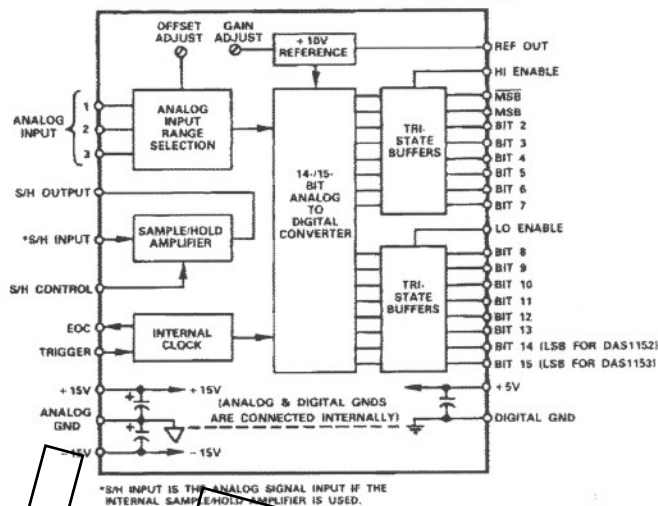 OFFSET ADJUST
GAIN ADJUST
+ 10V REFERENCE
REF OUT
HI ENABLE
MSB
MSB
BIT 2
BIT 3
BIT 4
BIT 5
BIT 6
BIT 7
ANALOG INPUT
1
2
3
ANALOG INPUT RANGE SELECTION
14-/15-BIT ANALOG TO DIGITAL CONVERTER
TRI-STATE BUFFERS
S/H OUTPUT
*S/H INPUT
SAMPLE/HOLD AMPLIFIER
S/H CONTROL
LO ENABLE
BIT 8
BIT 9
BIT 10
BIT 11
BIT 12
BIT 13
BIT 14 (LSB FOR DAS1152)
BIT 15 (LSB FOR DAS1153)
TRI-STATE BUFFERS
EOC
TRIGGER
INTERNAL CLOCK
+15V
+
+15V
ANALOG GND
+
(ANALOG & DIGITAL GNDS
ARE CONNECTED INTERNALLY)
+5V
DIGITAL GND
-15V
-15V
*S/H INPUT IS THE ANALOG SIGNAL INPUT IF THE
INTERNAL SAMPLE/HOLD AMPLIFIER IS USED.